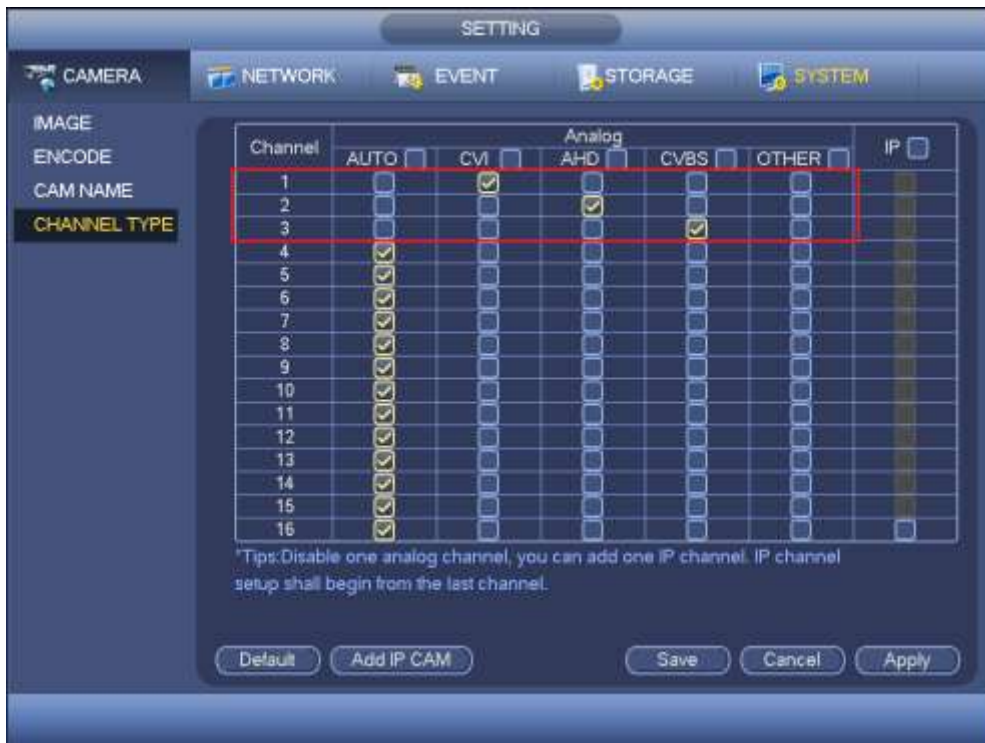 SETTING
CAMERA NETWORK EVENT STORAGE SYSTEM
IMAGE
ENCODE
CAM NAME
CHANNEL TYPE
Analog
Channel AUTO CVI AHD CVBS OTHER IP
1
2
3
4
5
6
7
8
9
10
11
12
13
14
15
16
*Tips:Disable one analog channel, you can add one IP channel. IP channel
setup shall begin from the last channel.
Default Add IP CAM Save Cancel Apply